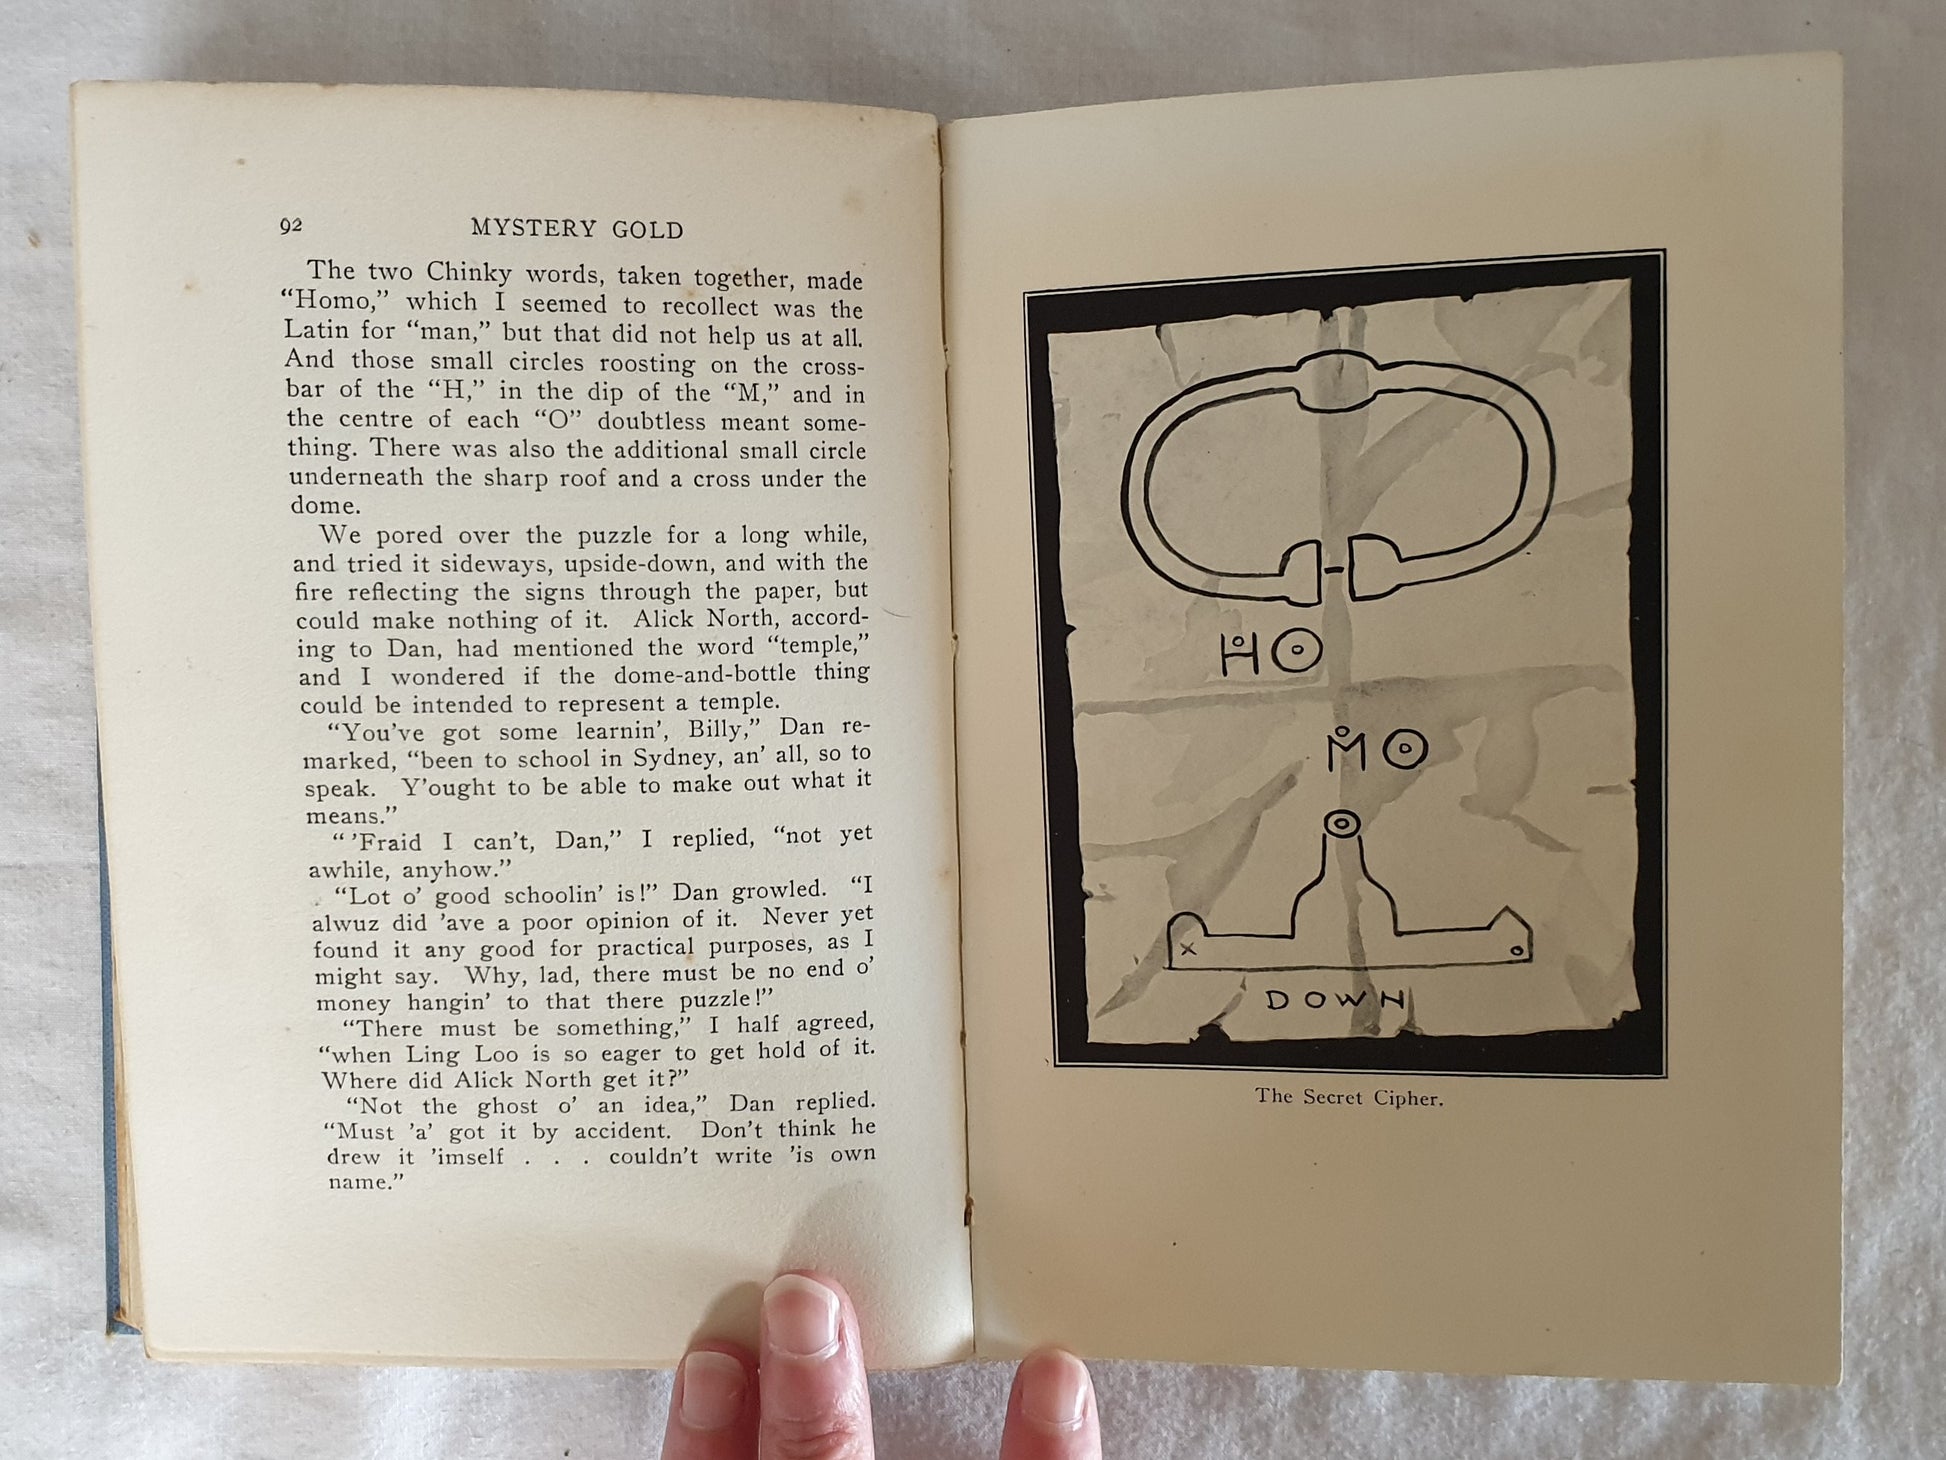 92 MYSTERY GOLD
The two Chinky words, taken together, made
“Homo,” which I seemed to recollect was the
Latin for “man,” but that did not help us at all.
And those small circles roosting on the cross-
bar of the “H,” in the dip of the “M,” and in
the centre of each “O” doubtless meant some-
thing. There was also the additional small circle
underneath the sharp roof and a cross under the
dome.
We pored over the puzzle for a long while,
and tried it sideways, upside-down, and with the
fire reflecting the signs through the paper, but
could make nothing of it. Alick North, accord-
ing to Dan, had mentioned the word “temple,”
and I wondered if the dome-and-bottle thing
could be intended to represent a temple.
“You’ve got some learnin’, Billy,” Dan re-
marked, “been to school in Sydney, an’ all, so to
speak. Y’ought to be able to make out what it
means.”
“ ’Fraid I can’t, Dan,” I replied, “not yet
awhile, anyhow.”
“Lot o’ good schoolin’ is!” Dan growled. “I
alwuz did ’ave a poor opinion of it. Never yet
found it any good for practical purposes, as I
might say. Why, lad, there must be no end o’
money hangin’ to that there puzzle!”
“There must be something,” I half agreed,
“when Ling Loo is so eager to get hold of it.
Where did Alick North get it?”
“Not the ghost o’ an idea,” Dan replied.
“Must ’a’ got it by accident. Don’t think he
drew it ’imself . . . couldn’t write ’is own
name.”
HO
MO
X
DOWN
The Secret Cipher.